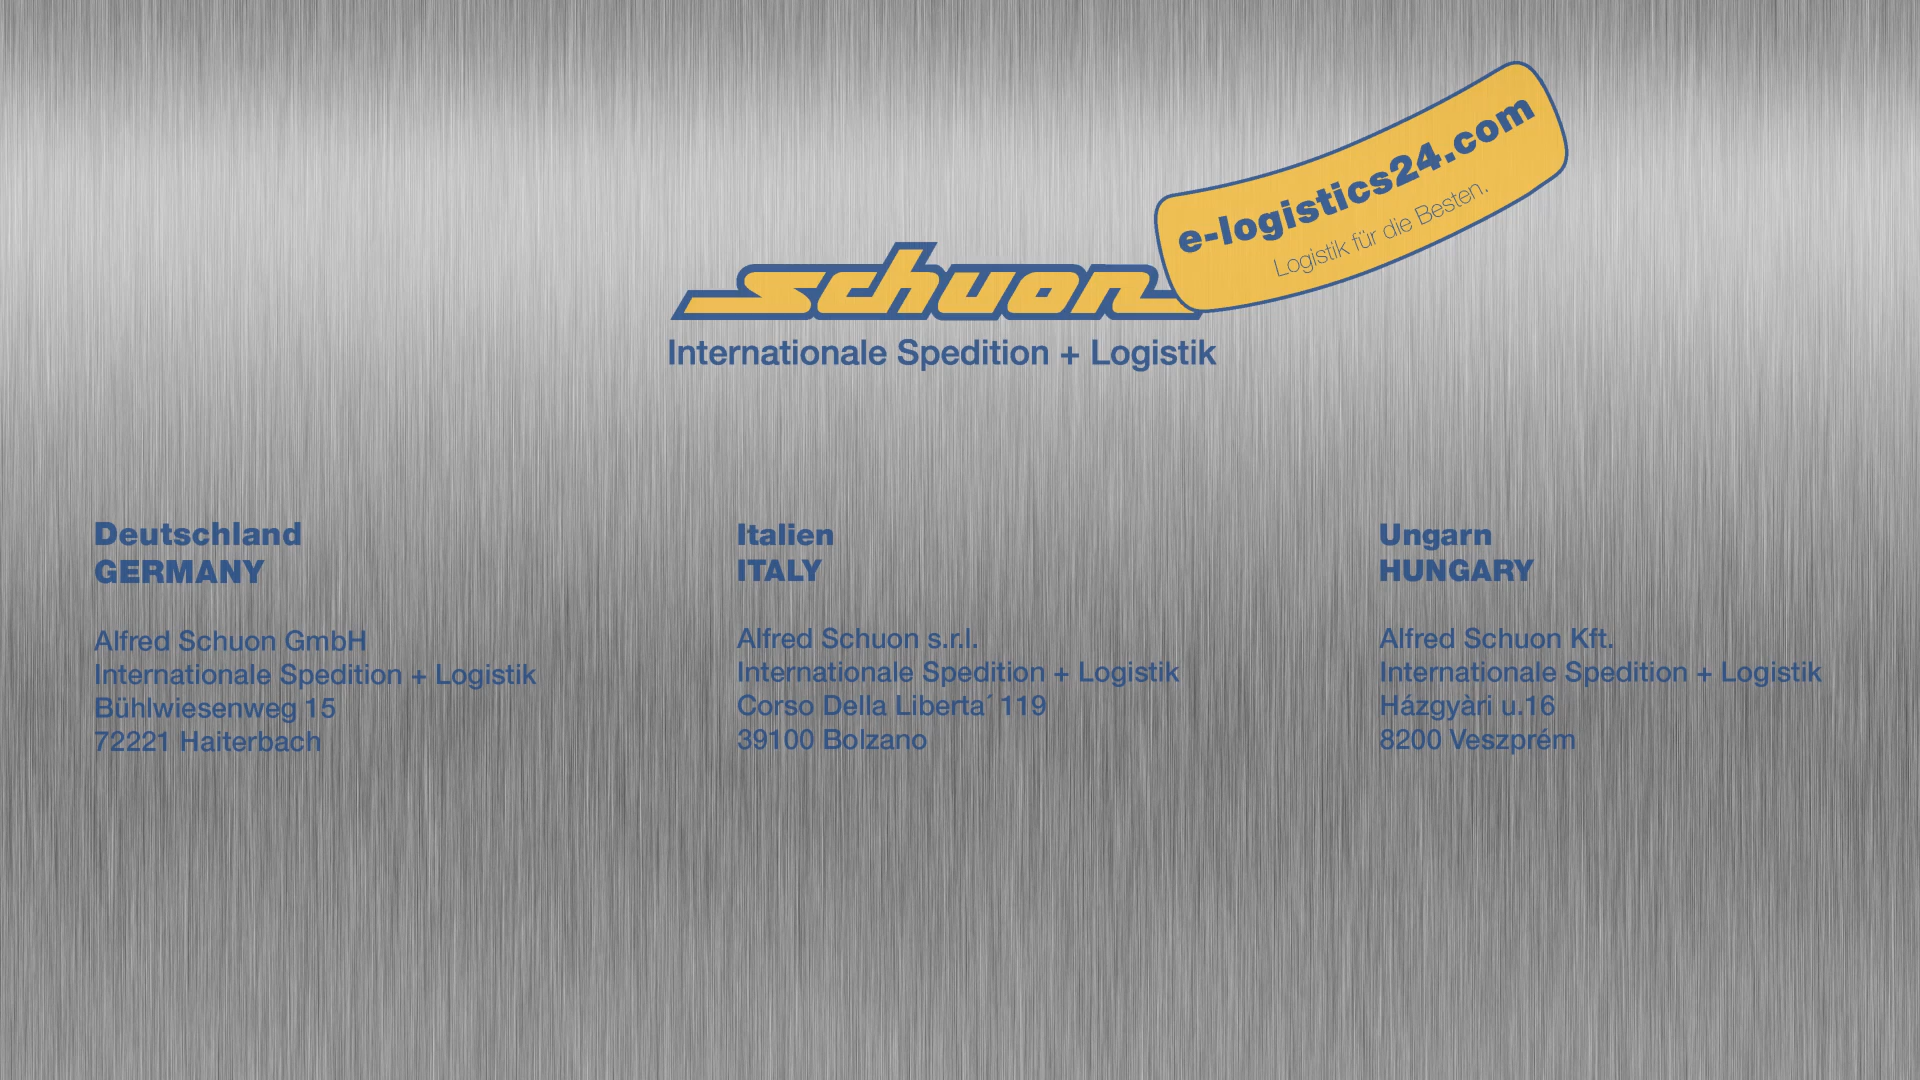 e-logistics24.com
Logistik für die Besten.
schuon
Internationale Spedition + Logistik
Deutschland
GERMANY
Alfred Schuon GmbH
Internationale Spedition + Logistik
Bühlwiesenweg 15
72221 Haiterbach
Italien
ITALY
Alfred Schuon s.r.l.
Internationale Spedition + Logistik
Corso Della Liberta´ 119
39100 Bolzano
Ungarn
HUNGARY
Alfred Schuon Kft.
Internationale Spedition + Logistik
Házgyàri u.16
8200 Veszprém